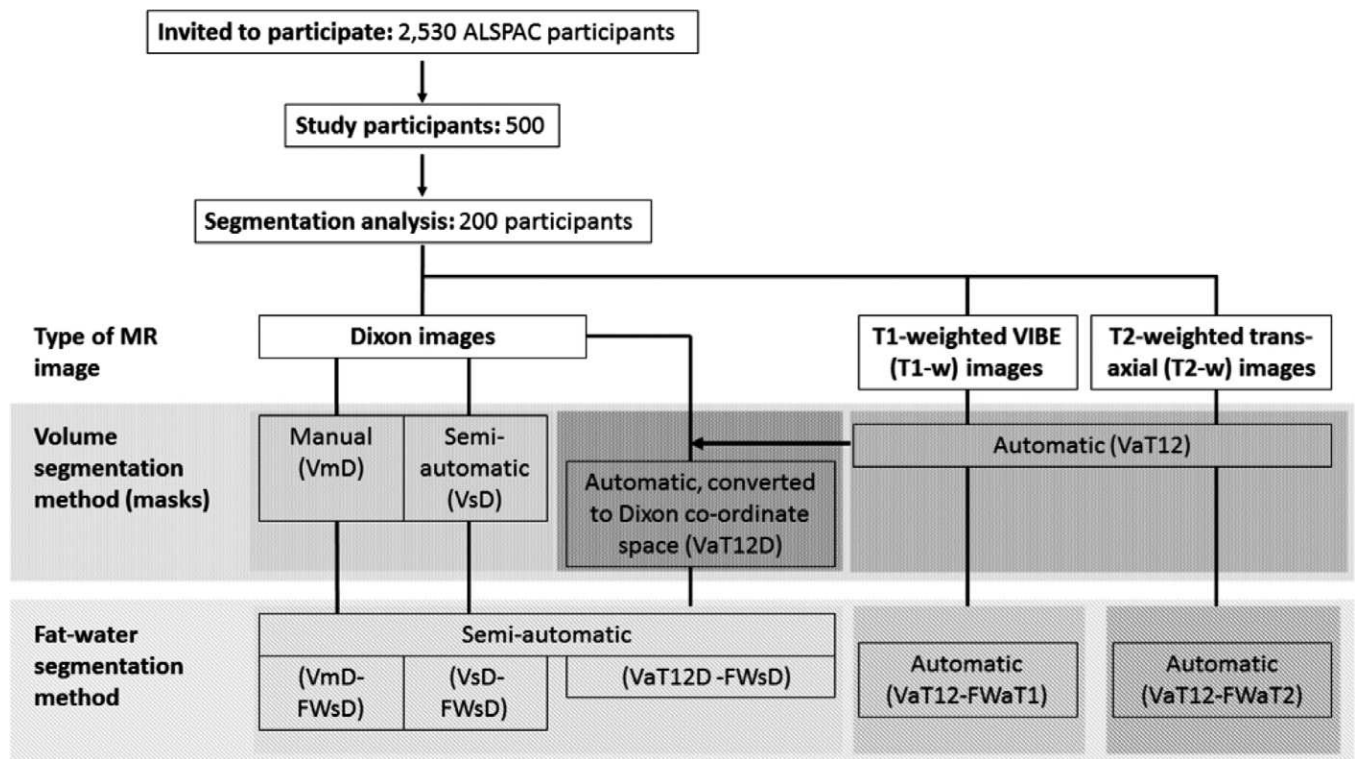 Invited to participate: 2,530 ALSPAC participants
Study participants: 500
Segmentation analysis: 200 participants
Type of MR
image
Dixon images
T1-weighted VIBE
(T1-w) images
T2-weighted trans-
axial (T2-w) images
Volume
segmentation
method (masks)
Manual
(VmD)
Semi-
automatic
(VsD)
Automatic, converted
to Dixon co-ordinate
space (VaT12D)
Automatic (VaT12)
Fat-water
segmentation
method
Semi-automatic
(VmD-
FWsD)
(VsD-
FWsD)
(VaT12D -FWsD)
Automatic
(VaT12-FWaT1)
Automatic
(VaT12-FWaT2)